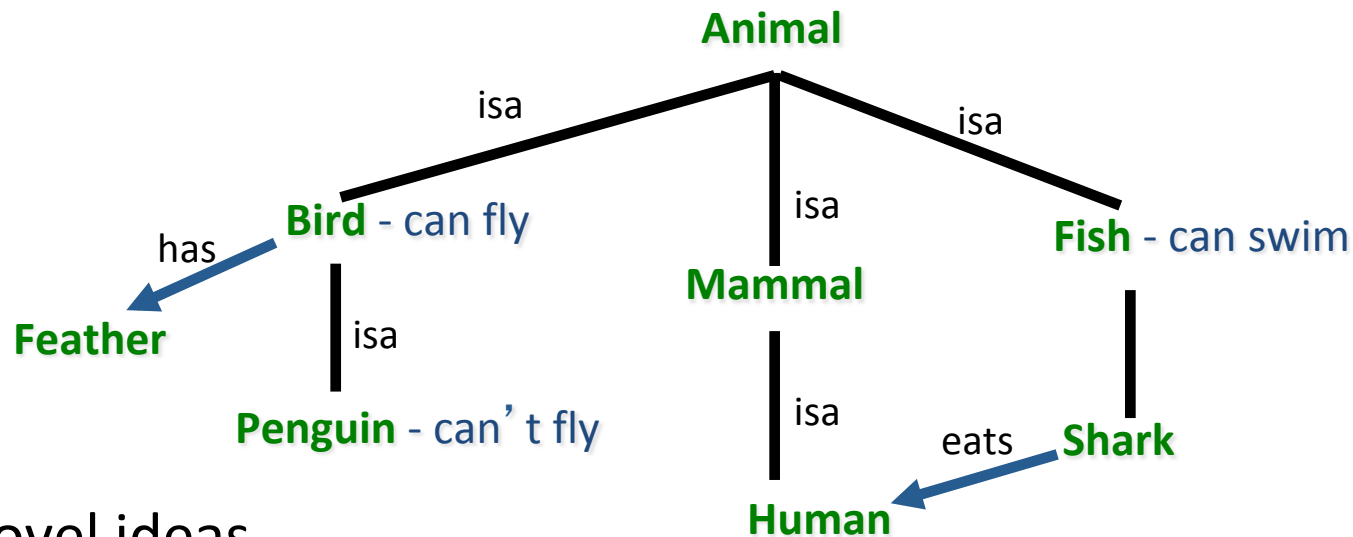 Animal
isa
isa
isa
Bird - can fly
Fish - can swim
has
Mammal
Feather
isa
isa
Penguin - can't fly
eats
Shark
Human